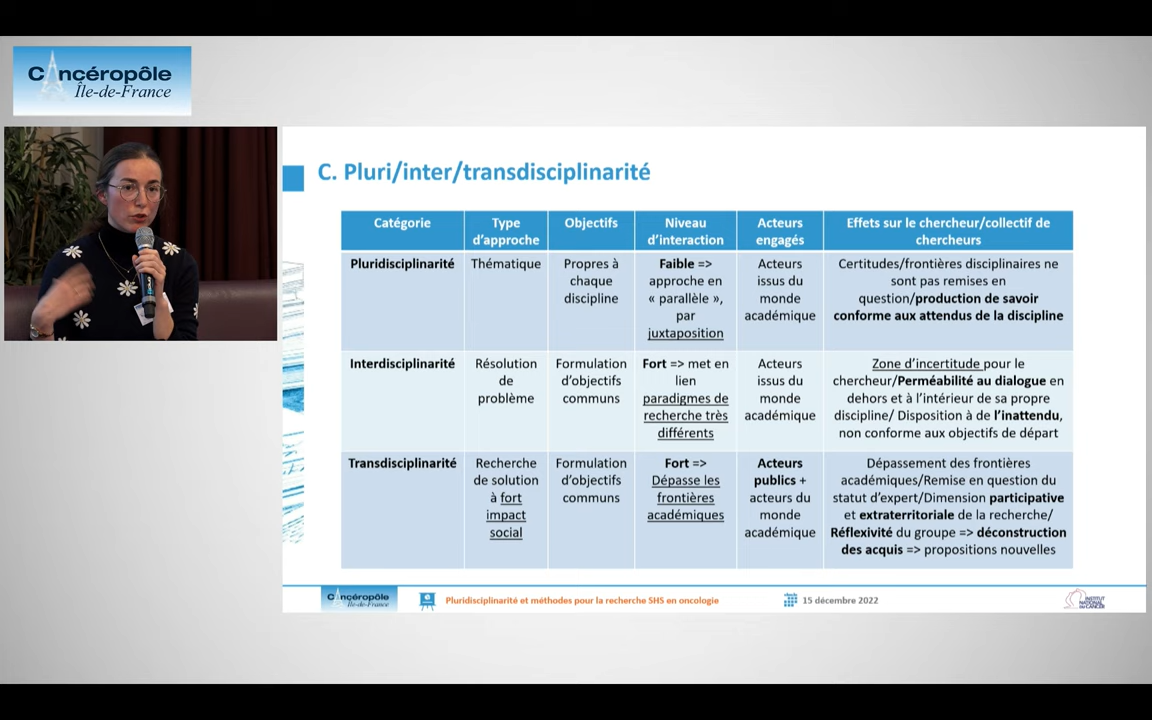 Cancéropôle
Île-de-France
C. Pluri/inter/transdisciplinarité
Catégorie
Type
d'approche
Objectifs
Niveau
d'interaction
Acteurs
engagés
Effets sur le chercheur/collectif de
chercheurs
Pluridisciplinarité
Thématique
Propres à
chaque
discipline
Faible =>
approche en
« parallèle »,
par
juxtaposition
Acteurs
issus du
monde
académique
Certitudes/frontières disciplinaires ne
sont pas remises en
question/production de savoir
conforme aux attendus de la discipline
Interdisciplinarité
Résolution
de
problème
Formulation
d'objectifs
communs
Fort => met en
lien
paradigmes de
recherche très
différents
Acteurs
issus du
monde
académique
Zone d'incertitude pour le
chercheur/Perméabilité au dialogue en
dehors et à l'intérieur de sa propre
discipline/ Disposition à de l'inattendu,
non conforme aux objectifs de départ
Transdisciplinarité
Recherche
de solution
à fort
impact
social
Formulation
d'objectifs
communs
Fort =>
Dépasse les
frontières
académiques
Acteurs
publics +
acteurs du
monde
académique
Dépassement des frontières
académiques/Remise en question du
statut d'expert/Dimension participative
et extraterritoriale de la recherche/
Réflexivité du groupe => déconstruction
des acquis => propositions nouvelles
Cancéropôle
Île-de-France
Pluridisciplinarité et méthodes pour la recherche SHS en oncologie
15 décembre 2022
INSTITUT
NATIONAL
DU CANCER